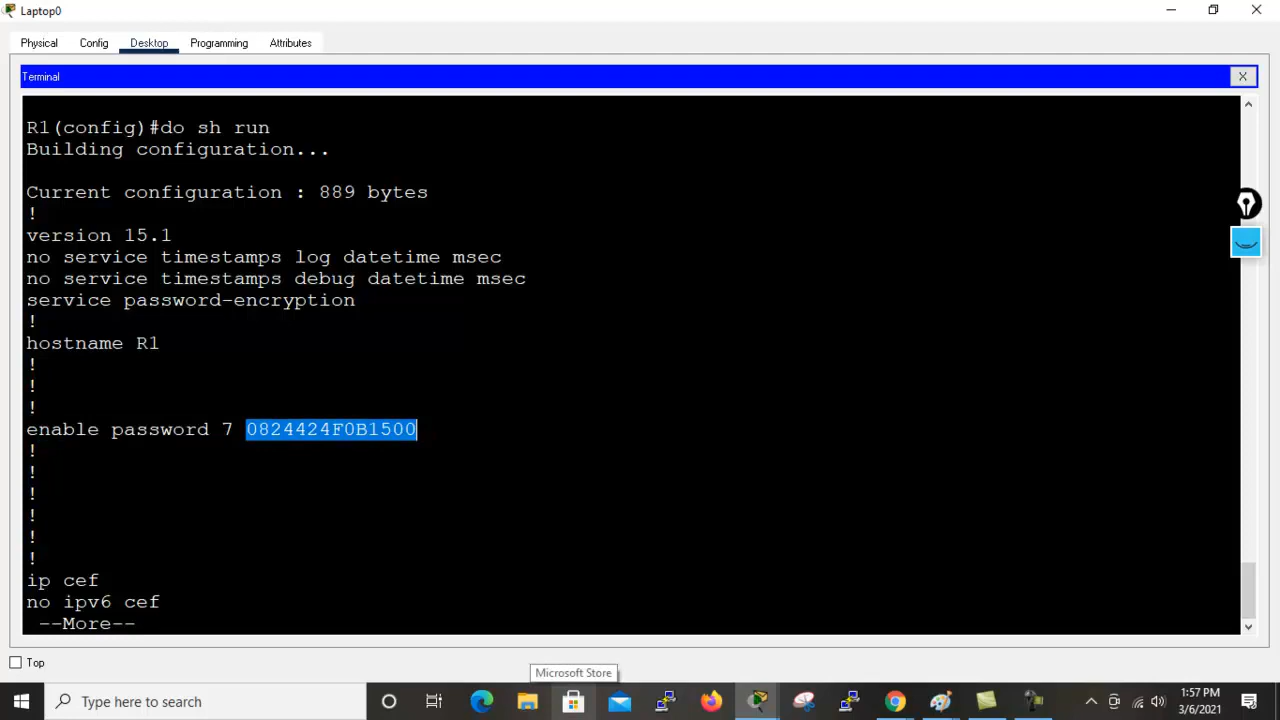 Laptop0
Physical Config Desktop Programming Attributes
Terminal X
R1(config)#do sh run
Building configuration...
Current configuration : 889 bytes
!
version 15.1
no service timestamps log datetime msec
no service timestamps debug datetime msec
service password-encryption
!
hostname R1
!
!
!
enable password 7 0824424F0B1500
!
!
!
!
!
!
ip cef
no ipv6 cef
--More--
Top
Microsoft Store
Type here to search
1:57 PM
3/6/2021